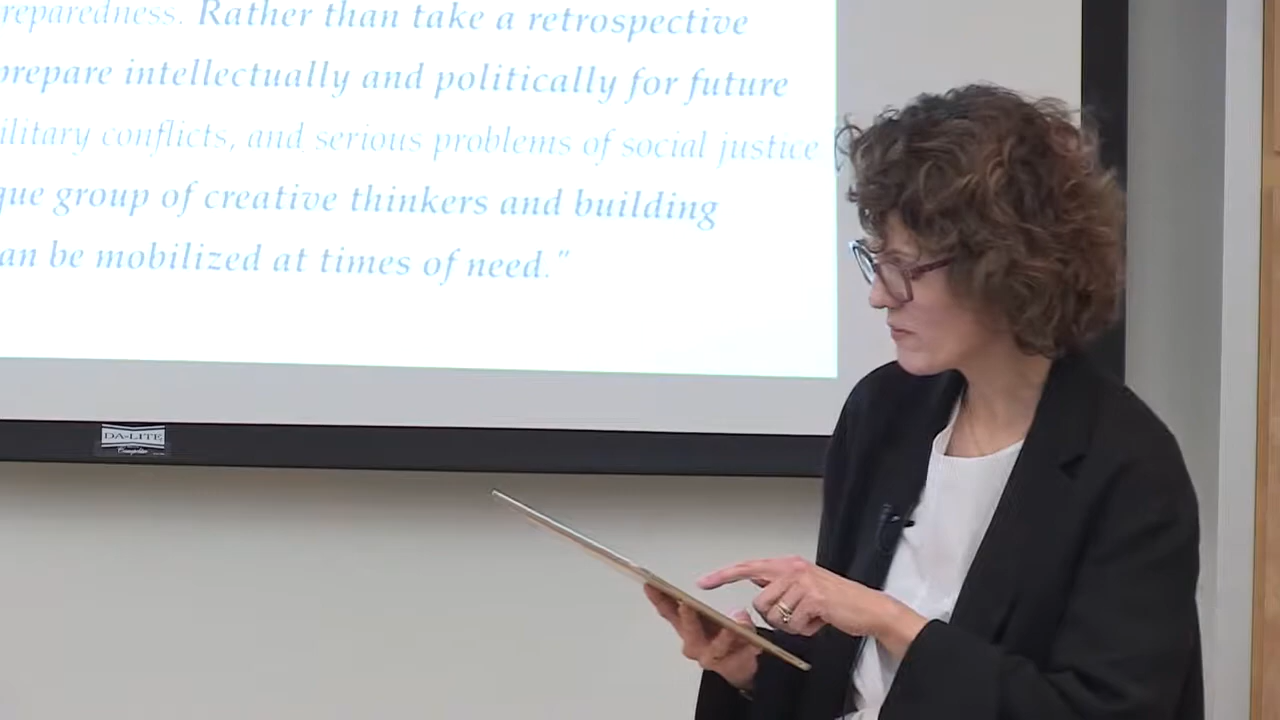 reparedness. Rather than take a retrospective
prepare intellectually and politically for future
ilitary conflicts, and serious problems of social justice
que group of creative thinkers and building
an be mobilized at times of need."
DA-LITE